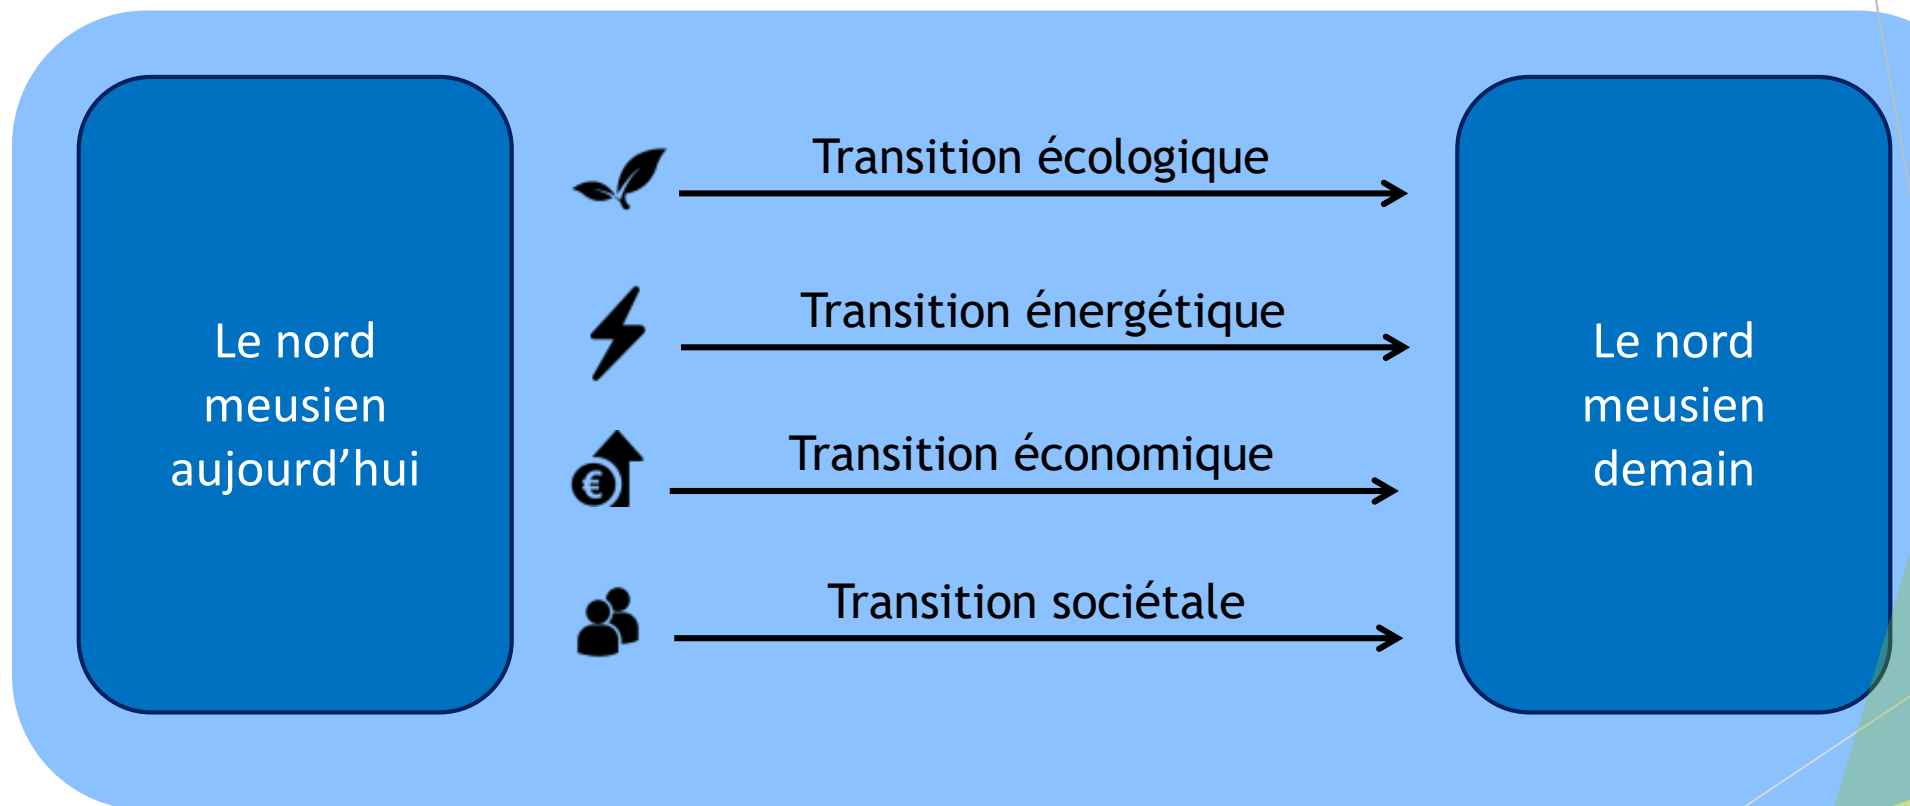 Le nord
meusien
aujourd’hui
Transition écologique
Transition énergétique
€
Transition économique
Transition sociétale
Le nord
meusien
demain